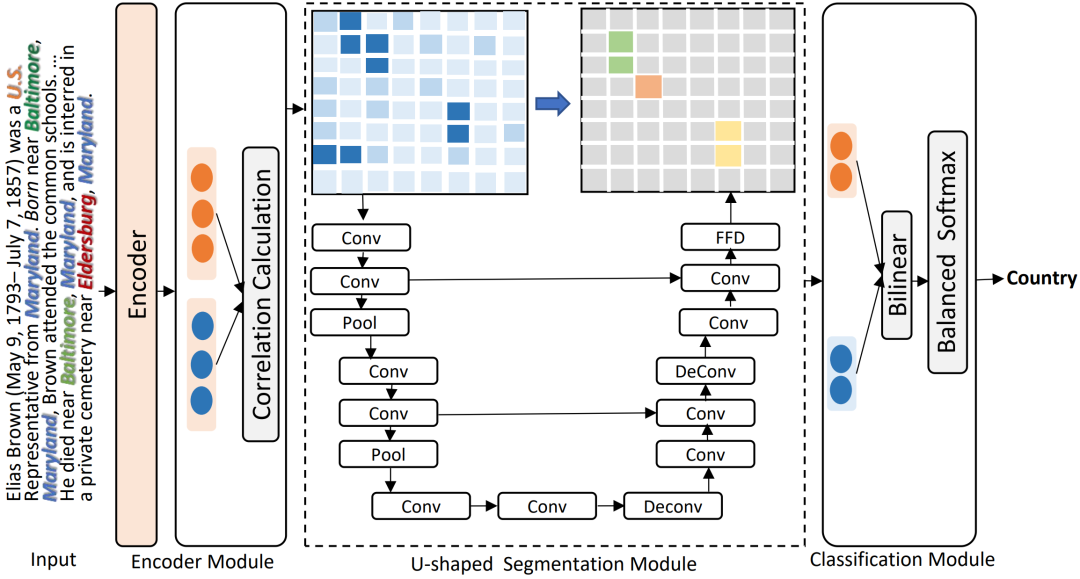 Elias Brown (May 9, 1793– July 7, 1857) was a U.S.
Representative from Maryland. Born near Baltimore,
Maryland, Brown attended the common schools. ...
He died near Baltimore, Maryland, and is interred in
a private cemetery near Eldersburg, Maryland.
Input
Encoder
Correlation Calculation
Encoder Module
Conv
Conv
Pool
Conv
Conv
Pool
Conv
Conv
Deconv
Conv
Conv
DeConv
Conv
Conv
FFD
U-shaped Segmentation Module
Bilinear
Balanced Softmax
Classification Module
Country